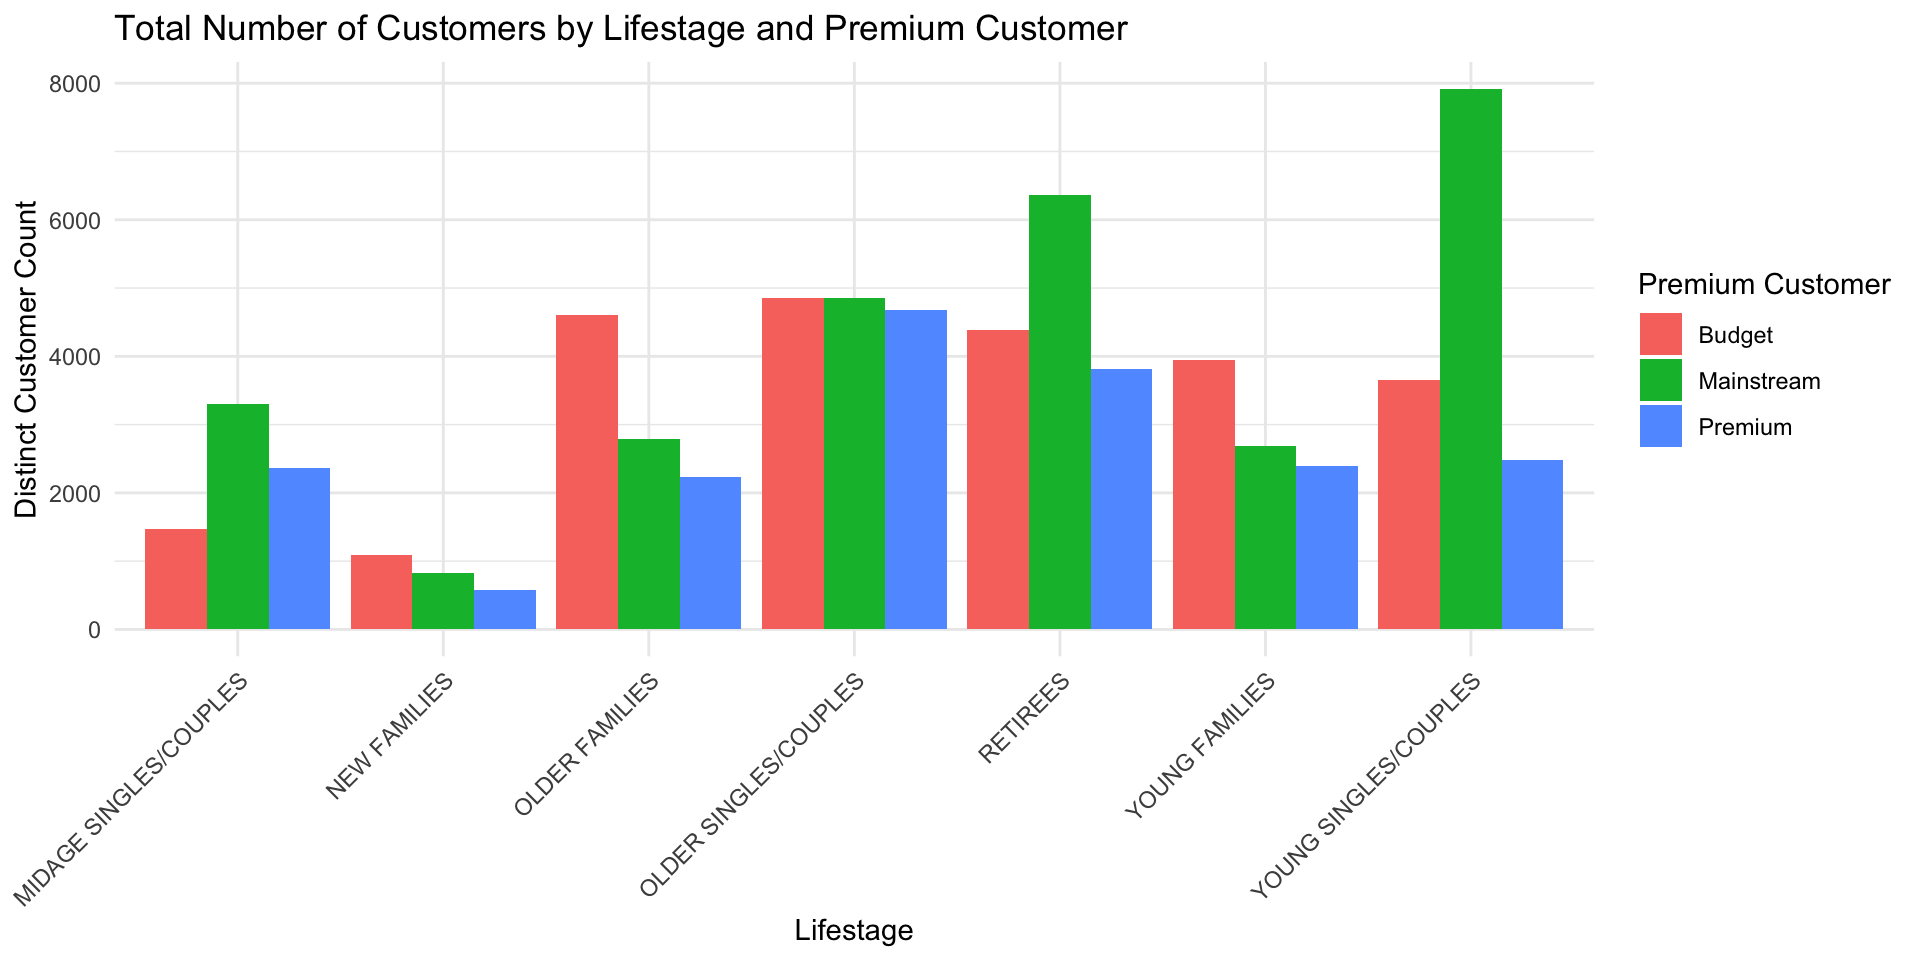 Total Number of Customers by Lifestage and Premium Customer
Distinct Customer Count
8000
6000
4000
2000
0
MIDAGE SINGLES/COUPLES
NEW FAMILIES
OLDER FAMILIES
OLDER SINGLES/COUPLES
RETIREES
YOUNG FAMILIES
YOUNG SINGLES/COUPLES
Lifestage
Premium Customer
Budget
Mainstream
Premium